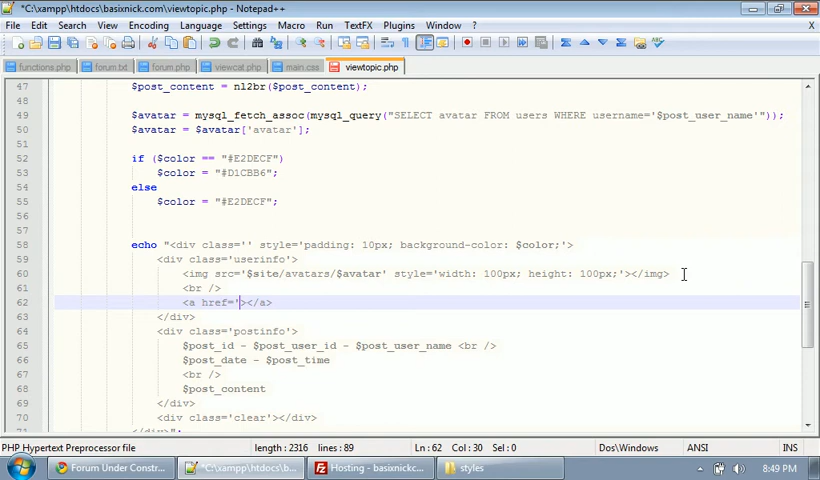 *C:\xampp\htdocs\basixnick.com\viewtopic.php - Notepad++
File Edit Search View Encoding Language Settings Macro Run TextFX Plugins Window ? X
functions.php forum.txt forum.php viewcat.php main.css viewtopic.php
47 $post_content = nl2br($post_content);
48
49 $avatar = mysql_fetch_assoc(mysql_query("SELECT avatar FROM users WHERE username='$post_user_name'"));
50 $avatar = $avatar['avatar'];
51
52 if ($color == "#E2DECF")
53 $color = "#D1CBB6";
54 else
55 $color = "#E2DECF";
56
57
58 echo "<div class='' style='padding: 10px; background-color: $color;'>
59 <div class='userinfo'>
60 <img src='$site/avatars/$avatar' style='width: 100px; height: 100px;'></img>
61 <br />
62 <a href='></a>
63 </div>
64 <div class='postinfo'>
65 $post_id - $post_user_id - $post_user_name <br />
66 $post_date - $post_time
67 <br />
68 $post_content
69 </div>
70 <div class='clear'></div>
71 </div>";
PHP Hypertext Preprocessor file length : 2316 lines : 89 Ln : 62 Col : 30 Sel : 0 Dos\Windows ANSI INS
Forum Under Constr... *C:\xampp\htdocs\b... Hosting - basixnickc... styles 8:49 PM